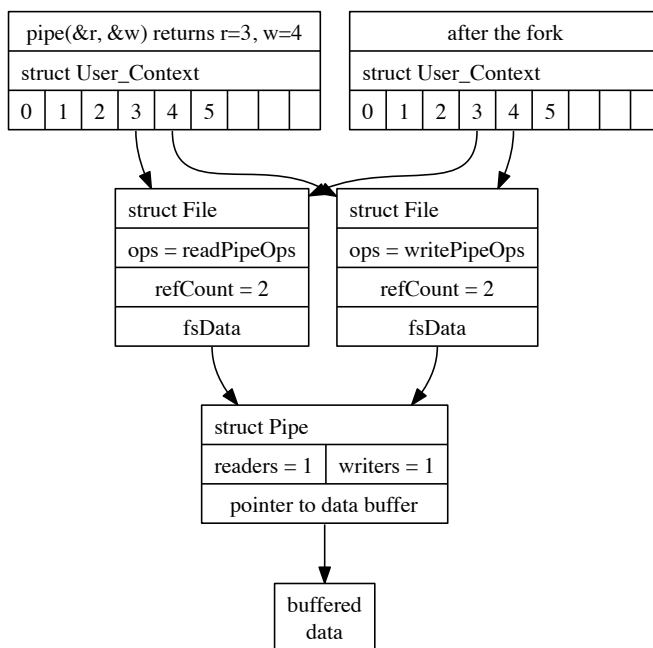 pipe(&r, &w) returns r=3, w=4
struct User_Context
0 1 2 3 4 5
after the fork
struct User_Context
0 1 2 3 4 5
struct File
ops = readPipeOps
refCount = 2
fsData
struct File
ops = writePipeOps
refCount = 2
fsData
struct Pipe
readers = 1 writers = 1
pointer to data buffer
buffered
data